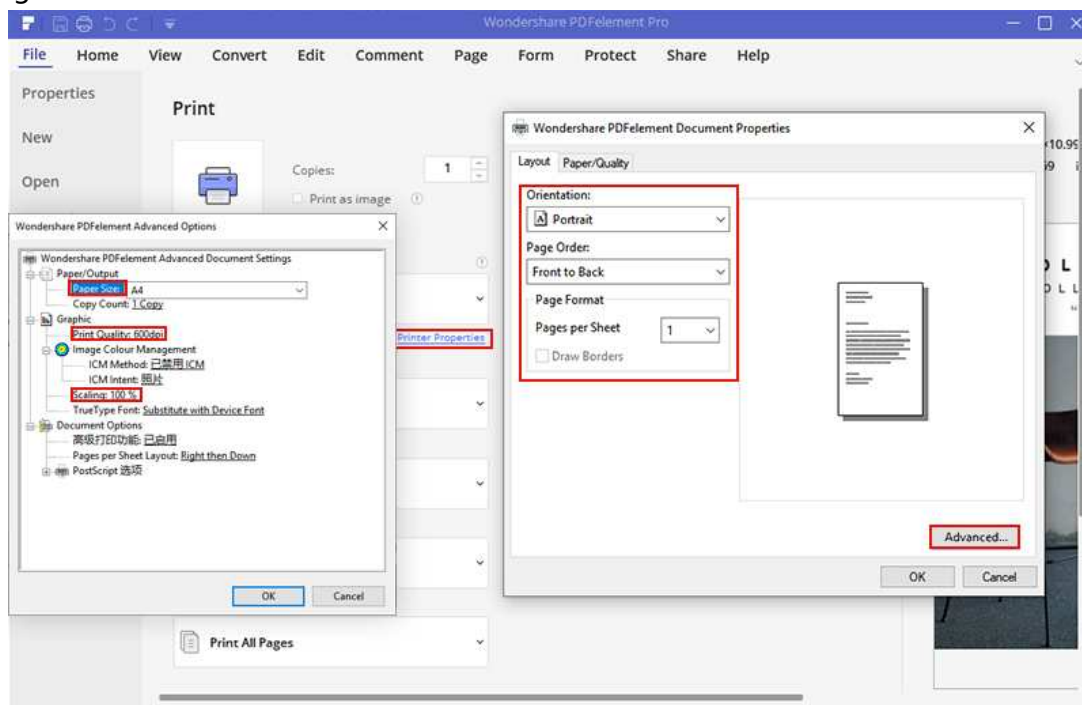 Wondershare PDFelement Pro
File Home View Convert Edit Comment Page Form Protect Share Help
Properties
New
Open
Print
Copies: 1
Print as image
Printer Properties
Print All Pages
Wondershare PDFelement Advanced Options
Wondershare PDFelement Advanced Document Settings
Paper/Output
Paper Size: A4
Copy Count: 1 Copy
Graphic
Print Quality: 600dpi
Image Colour Management
ICM Method: 已禁用 ICM
ICM Intent: 照片
Scaling: 100 %
TrueType Font: Substitute with Device Font
Document Options
高级打印功能: 已启用
Pages per Sheet Layout: Right then Down
PostScript 选项
OK Cancel
Wondershare PDFelement Document Properties
Layout Paper/Quality
Orientation:
Portrait
Page Order:
Front to Back
Page Format
Pages per Sheet 1
Draw Borders
Advanced...
OK Cancel